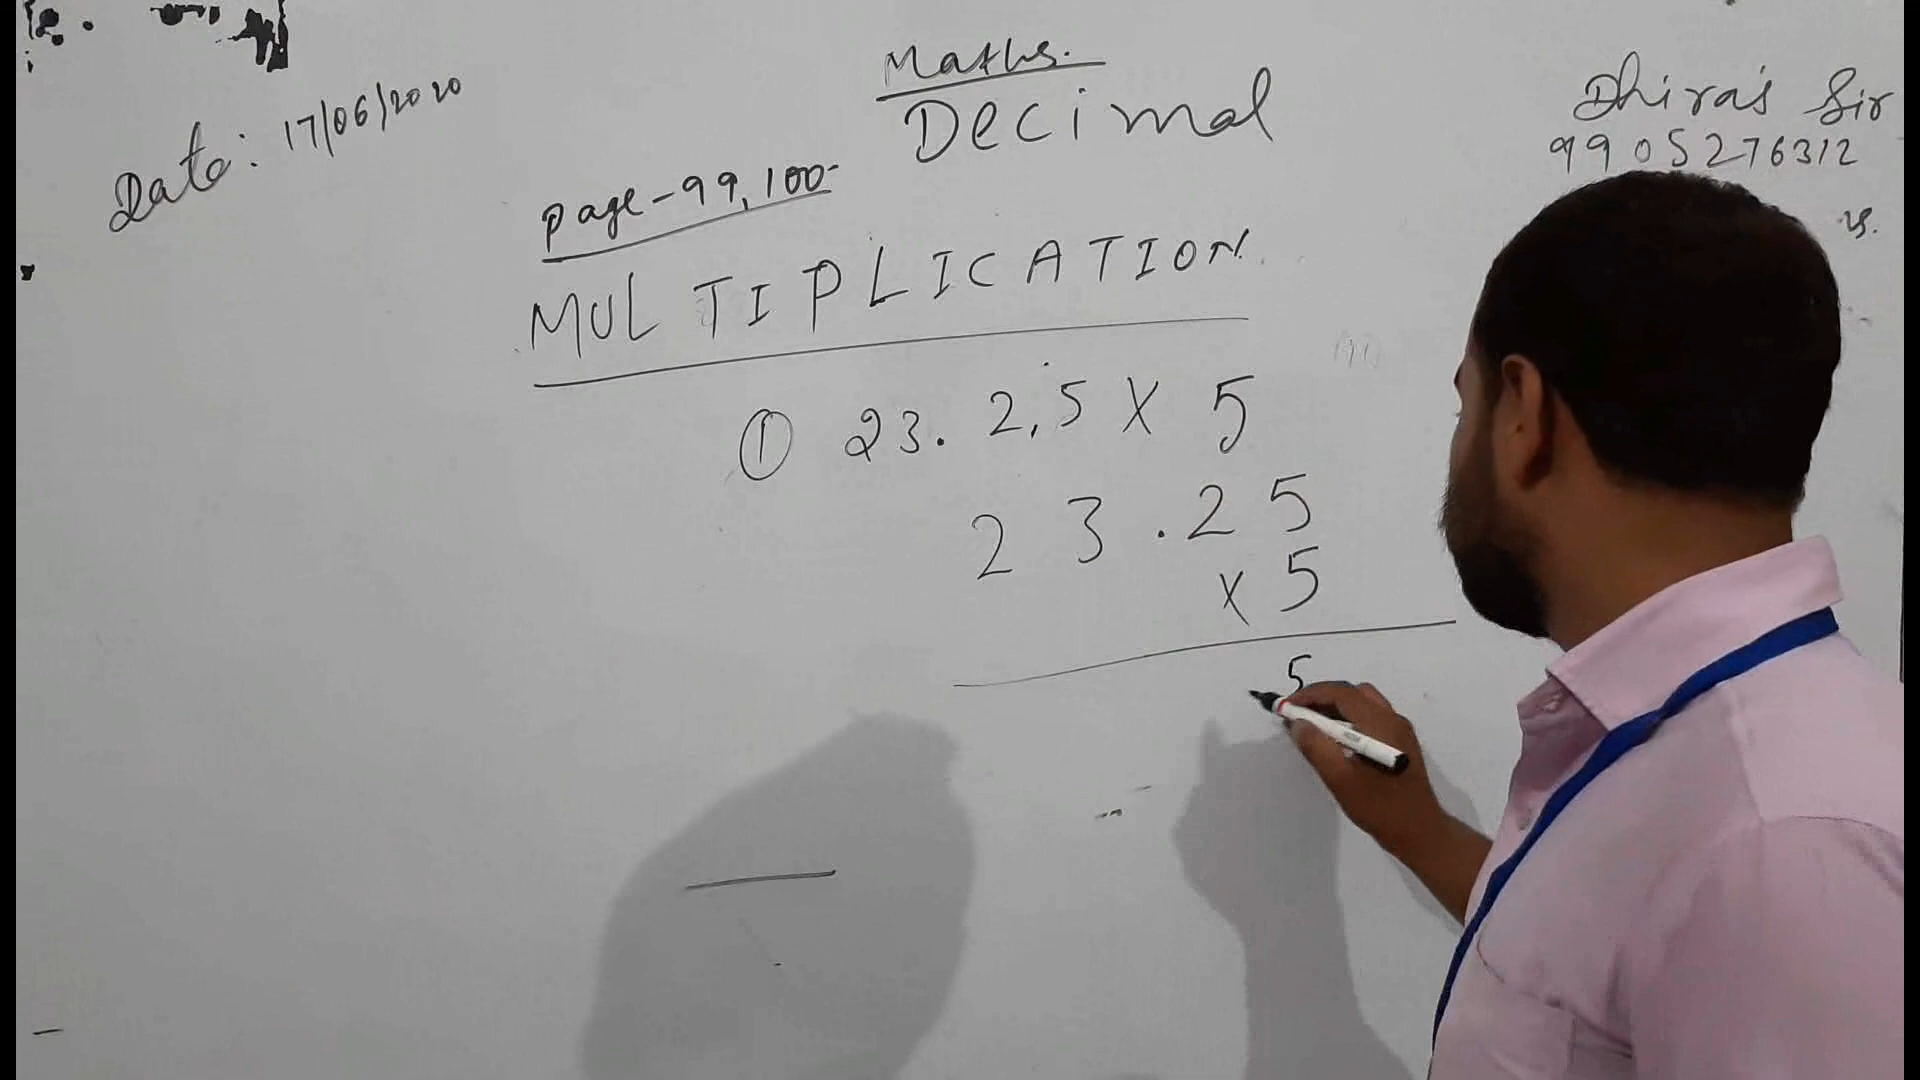 Maths.
Date: 17/06/2020
Decimal
Dhiraj Sir
9905276312
Page-99,100-
MULTIPLICATION
① 23.2,5 X 5
23.25
x 5
5